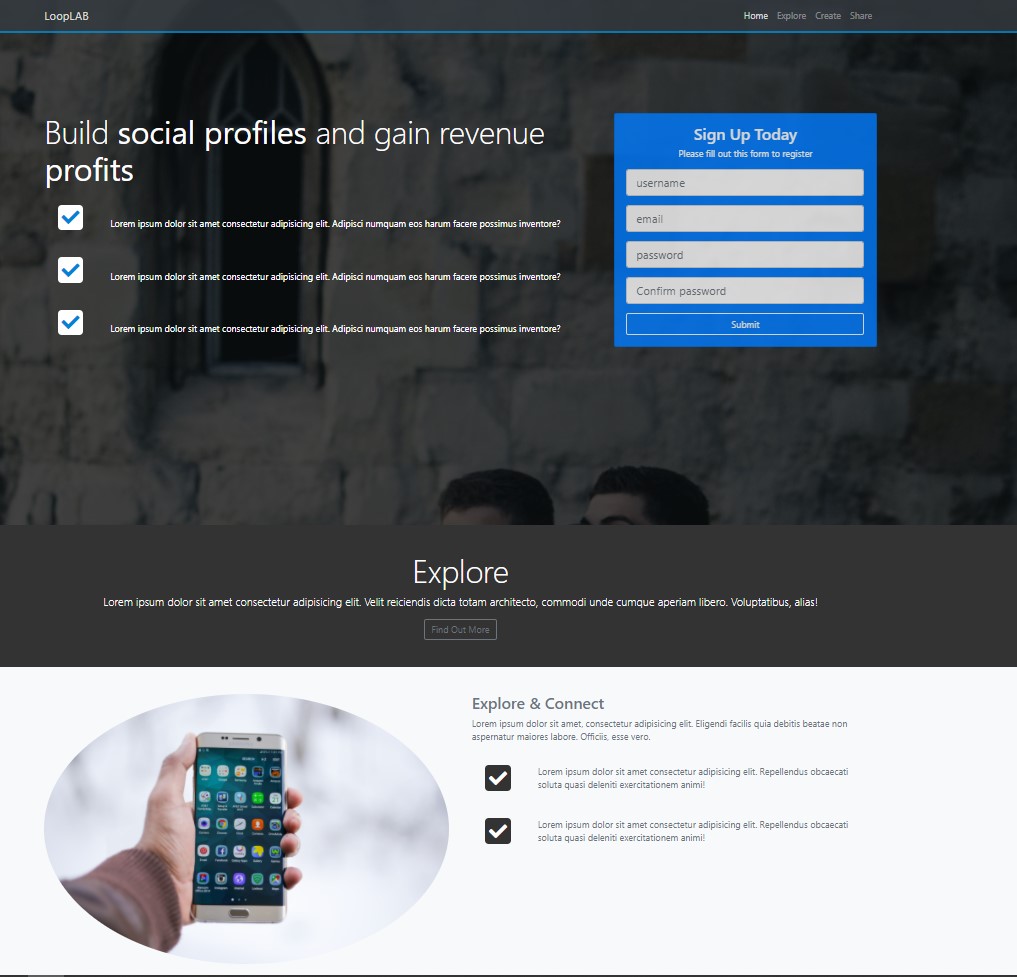 LoopLAB
Home Explore Create Share
Build social profiles and gain revenue
profits
Lorem ipsum dolor sit amet consectetur adipisicing elit. Adipisci numquam eos harum facere possimus inventore?
Lorem ipsum dolor sit amet consectetur adipisicing elit. Adipisci numquam eos harum facere possimus inventore?
Lorem ipsum dolor sit amet consectetur adipisicing elit. Adipisci numquam eos harum facere possimus inventore?
Sign Up Today
Please fill out this form to register
username
email
password
Confirm password
Submit
Explore
Lorem ipsum dolor sit amet consectetur adipisicing elit. Velit reiciendis dicta totam architecto, commodi unde cumque aperiam libero. Voluptatibus, alias!
Find Out More
Explore & Connect
Lorem ipsum dolor sit amet, consectetur adipisicing elit. Eligendi facilis quia debitis beatae non
aspernatur maiores labore. Officiis, esse vero.
Lorem ipsum dolor sit amet consectetur adipisicing elit. Repellendus obcaecati
soluta quasi deleniti exercitationem animi!
Lorem ipsum dolor sit amet consectetur adipisicing elit. Repellendus obcaecati
soluta quasi deleniti exercitationem animi!